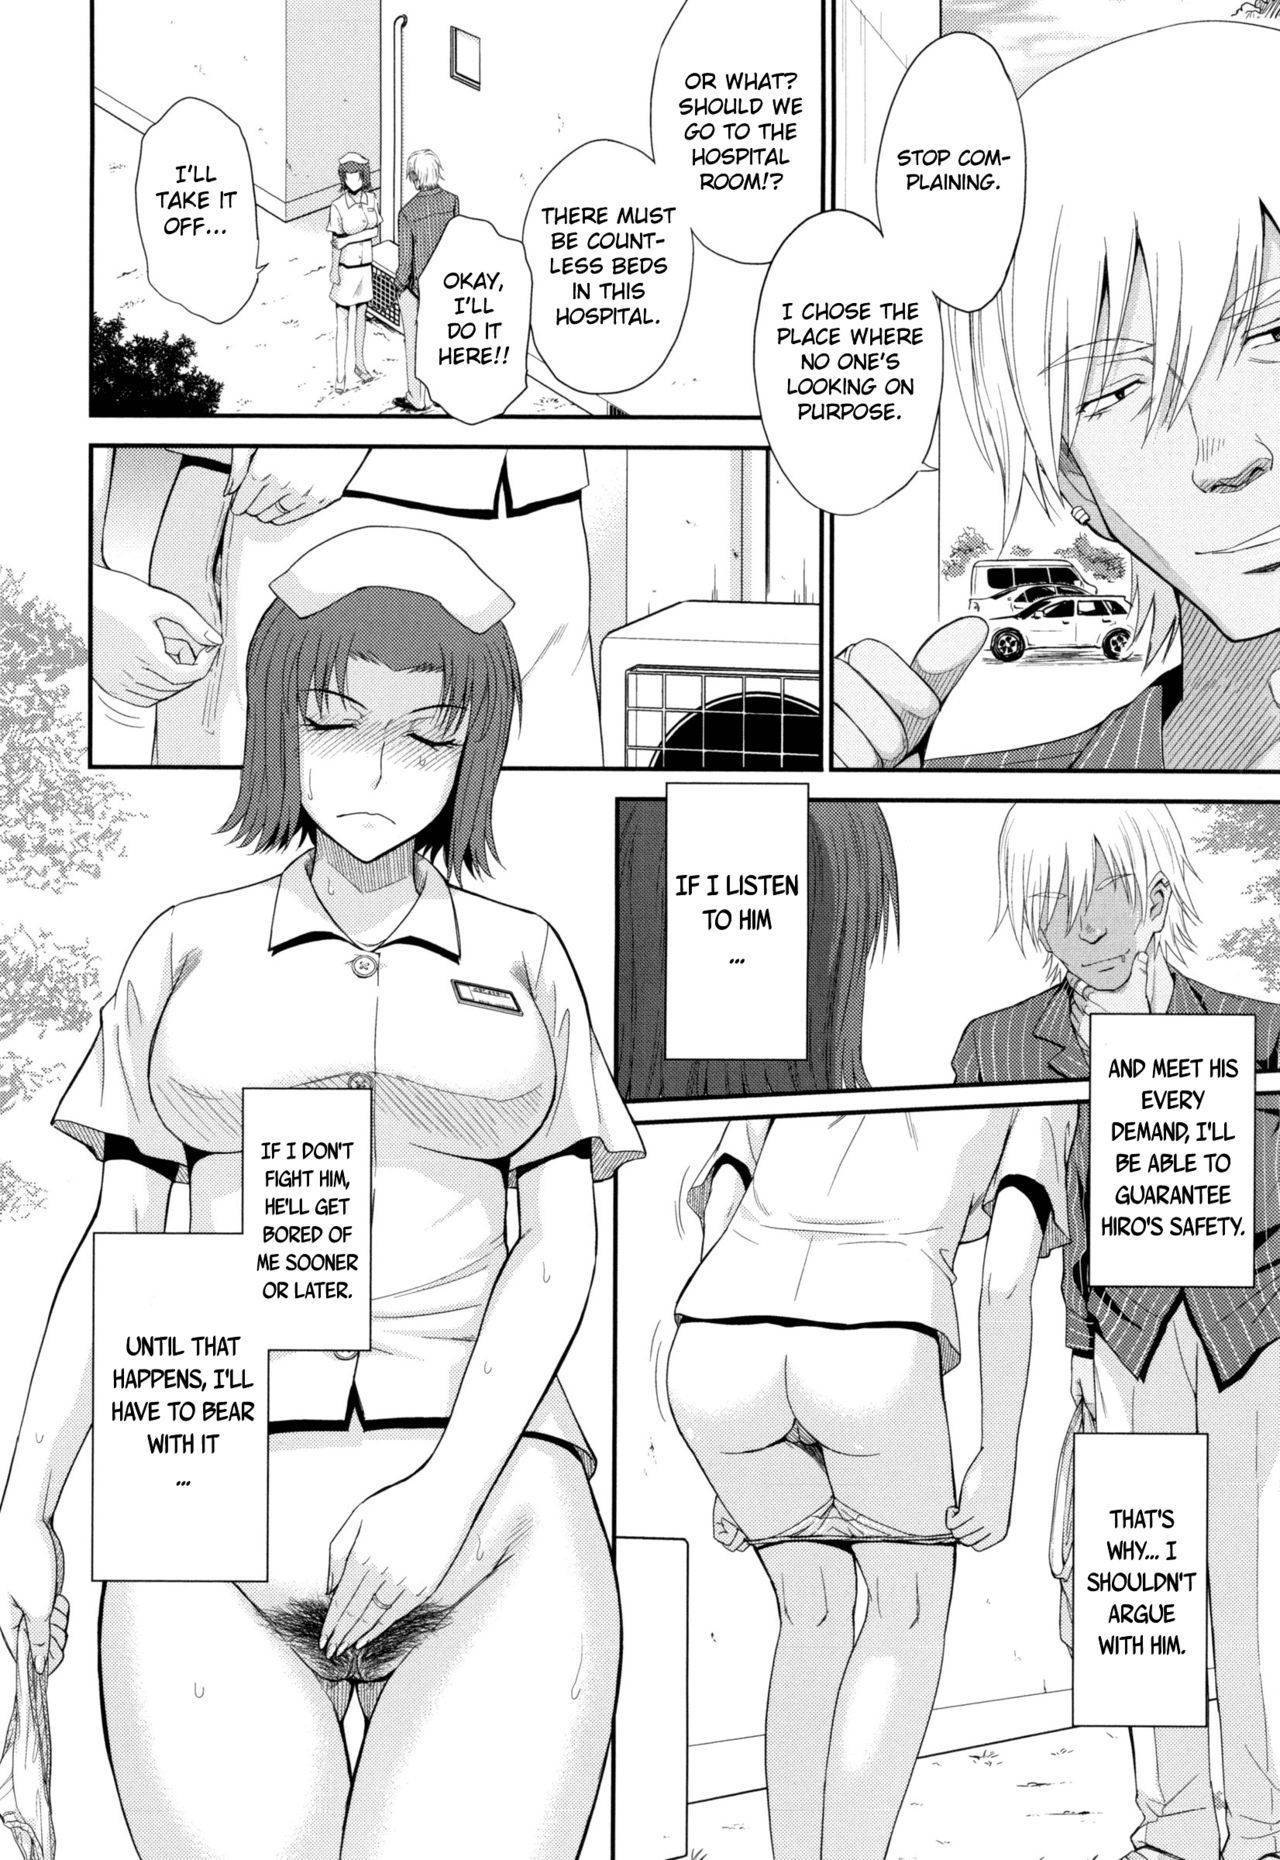 STOP COM-
PLAINING.
I CHOSE THE
PLACE WHERE
NO ONE'S
LOOKING ON
PURPOSE.
OR WHAT?
SHOULD WE
GO TO THE
HOSPITAL
ROOM!?
THERE MUST
BE COUNT-
LESS BEDS
IN THIS
HOSPITAL.
OKAY,
I'LL
DO IT
HERE!!
I'LL
TAKE IT
OFF...
IF I LISTEN
TO HIM
...
AND MEET HIS
EVERY
DEMAND, I'LL
BE ABLE TO
GUARANTEE
HIRO'S SAFETY.
THAT'S
WHY... I
SHOULDN'T
ARGUE
WITH HIM.
IF I DON'T
FIGHT HIM,
HE'LL GET
BORED OF
ME SOONER
OR LATER.
UNTIL THAT
HAPPENS, I'LL
HAVE TO BEAR
WITH IT
...